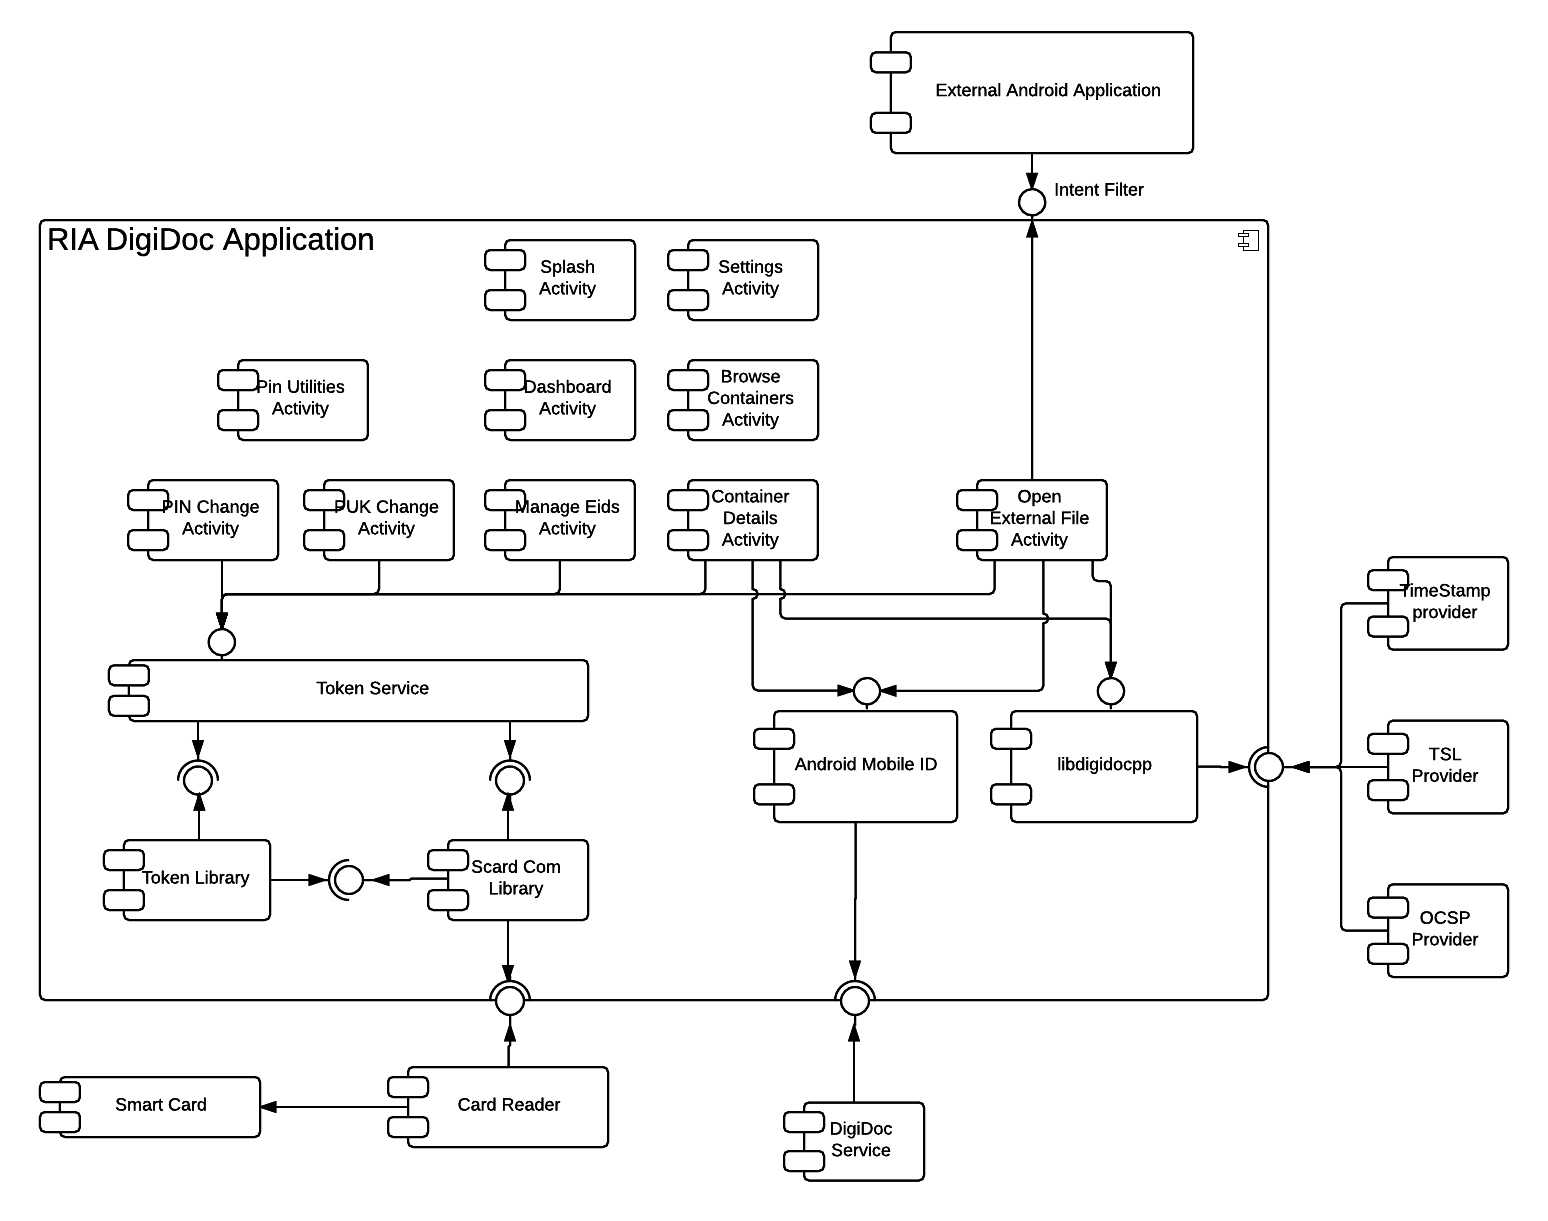 External Android Application
Intent Filter
RIA DigiDoc Application
Splash
Activity
Settings
Activity
Pin Utilities
Activity
Dashboard
Activity
Browse
Containers
Activity
PIN Change
Activity
PUK Change
Activity
Manage Eids
Activity
Container
Details
Activity
Open
External File
Activity
TimeStamp
provider
Token Service
Android Mobile ID
libdigidocpp
TSL
Provider
Token Library
Scard Com
Library
OCSP
Provider
Smart Card
Card Reader
DigiDoc
Service